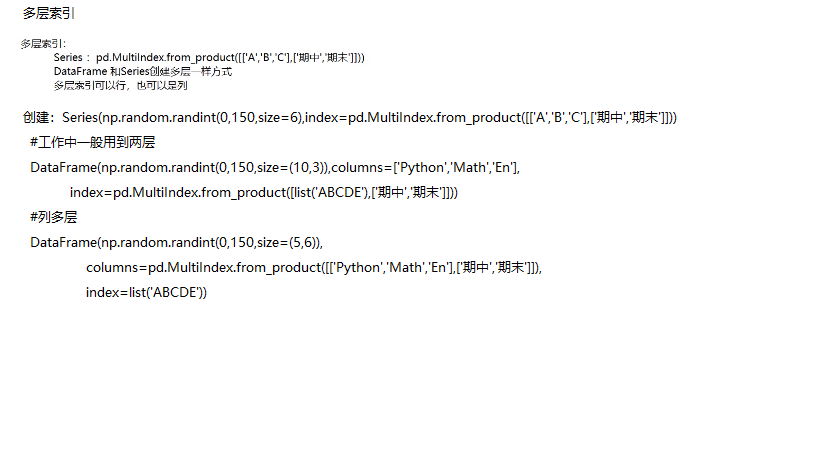 多层索引
多层索引：
Series ：pd.MultiIndex.from_product([['A','B','C'],['期中','期末']]))
DataFrame 和Series创建多层一样方式
多层索引可以行，也可以是列
创建：Series(np.random.randint(0,150,size=6),index=pd.MultiIndex.from_product([['A','B','C'],['期中','期末']]))
#工作中一般用到两层
DataFrame(np.random.randint(0,150,size=(10,3)),columns=['Python','Math','En'],
index=pd.MultiIndex.from_product([list('ABCDE'),['期中','期末']]))
#列多层
DataFrame(np.random.randint(0,150,size=(5,6)),
columns=pd.MultiIndex.from_product([['Python','Math','En'],['期中','期末']]),
index=list('ABCDE'))